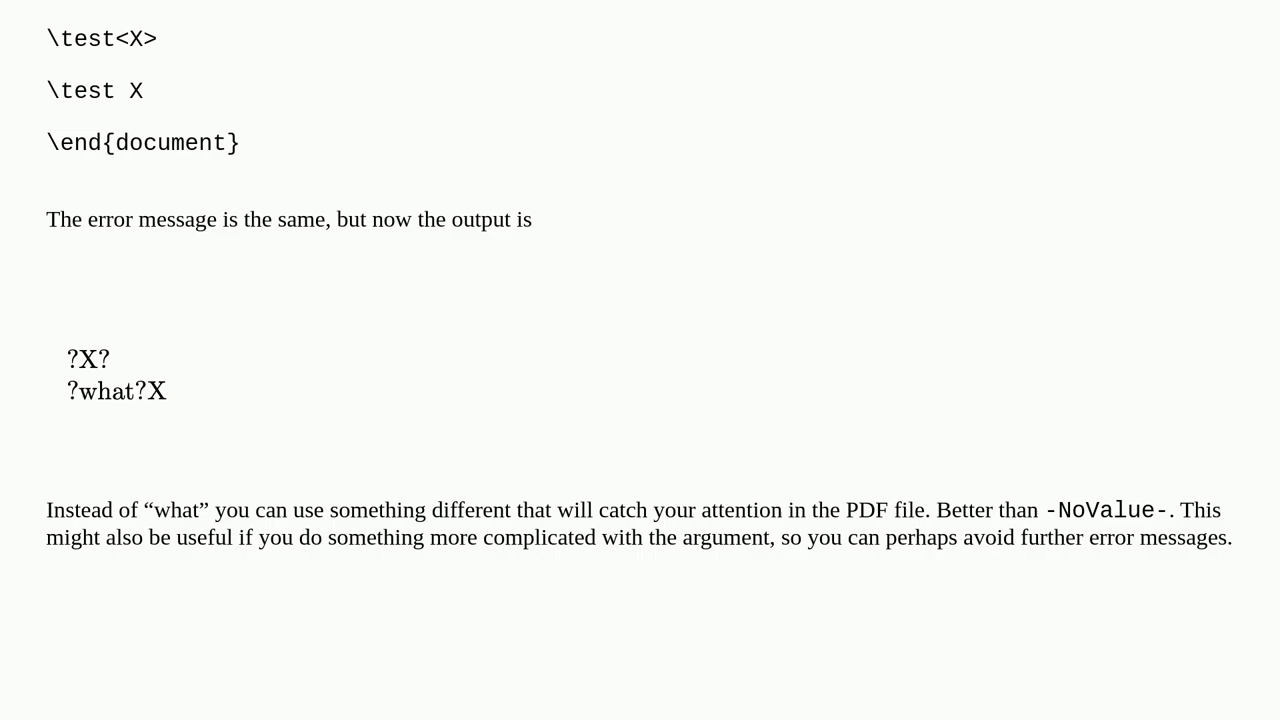 \test<X>
\test X
\end{document}
The error message is the same, but now the output is
?X?
?what?X
Instead of “what” you can use something different that will catch your attention in the PDF file. Better than -NoValue-. This
might also be useful if you do something more complicated with the argument, so you can perhaps avoid further error messages.